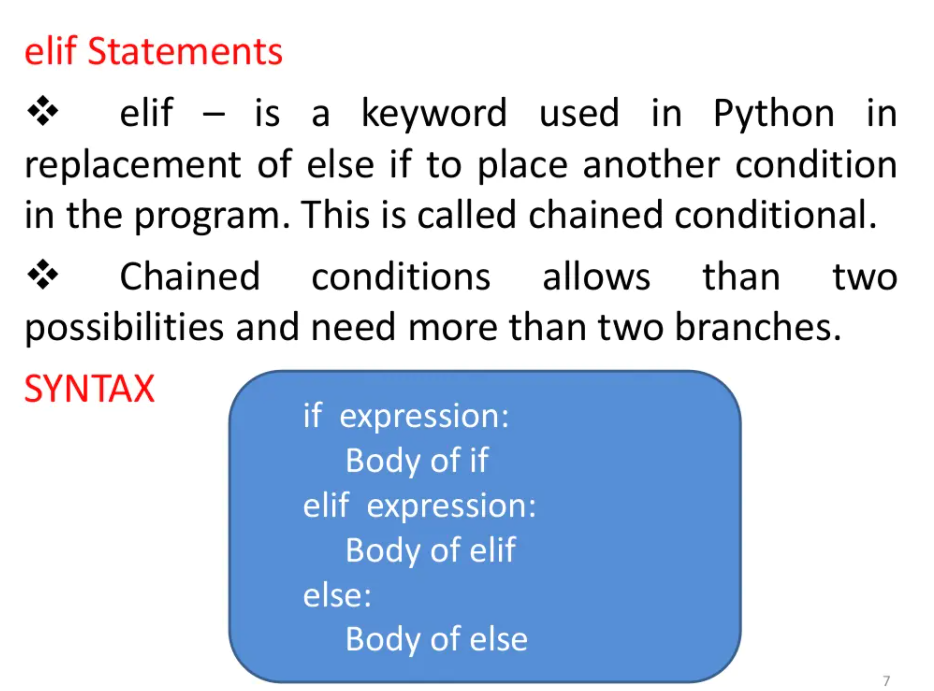 elif Statements
❖ elif – is a keyword used in Python in
replacement of else if to place another condition
in the program. This is called chained conditional.
❖ Chained conditions allows than two
possibilities and need more than two branches.
SYNTAX
if expression:
Body of if
elif expression:
Body of elif
else:
Body of else
7